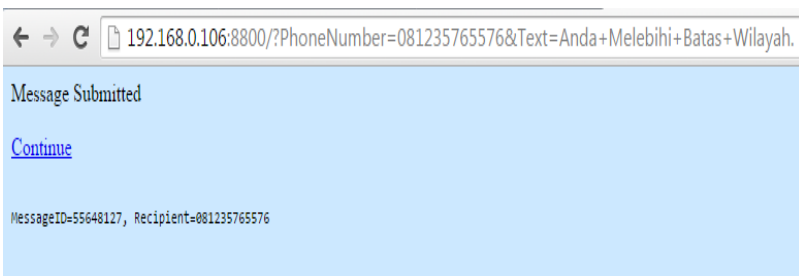 192.168.0.106:8800/?PhoneNumber=081235765576&Text=Anda+Melebihi+Batas+Wilayah.
Message Submitted
Continue
MessageID=55648127, Recipient=081235765576